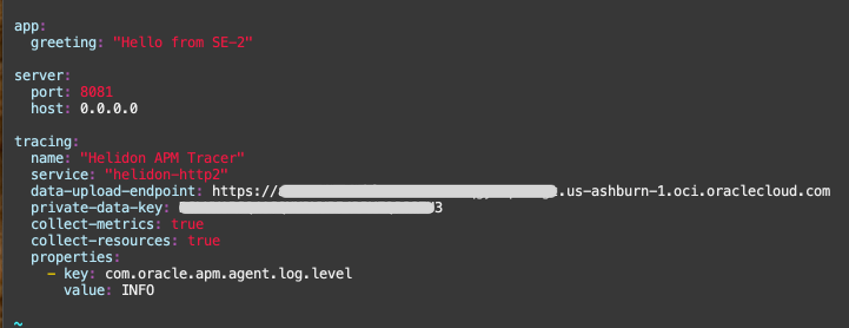 app:
  greeting: "Hello from SE-2"
server:
  port: 8081
  host: 0.0.0.0
tracing:
  name: "Helidon APM Tracer"
  service: "helidon-http2"
  data-upload-endpoint: https:// .us-ashburn-1.oci.oraclecloud.com
  private-data-key: 3
  collect-metrics: true
  collect-resources: true
  properties:
    - key: com.oracle.apm.agent.log.level
      value: INFO
~